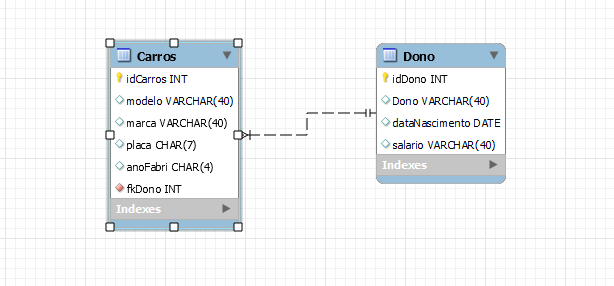 Carros
idCarros INT
modelo VARCHAR(40)
marca VARCHAR(40)
placa CHAR(7)
anoFabri CHAR(4)
fkDono INT
Indexes
Dono
idDono INT
Dono VARCHAR(40)
dataNascimento DATE
salario VARCHAR(40)
Indexes